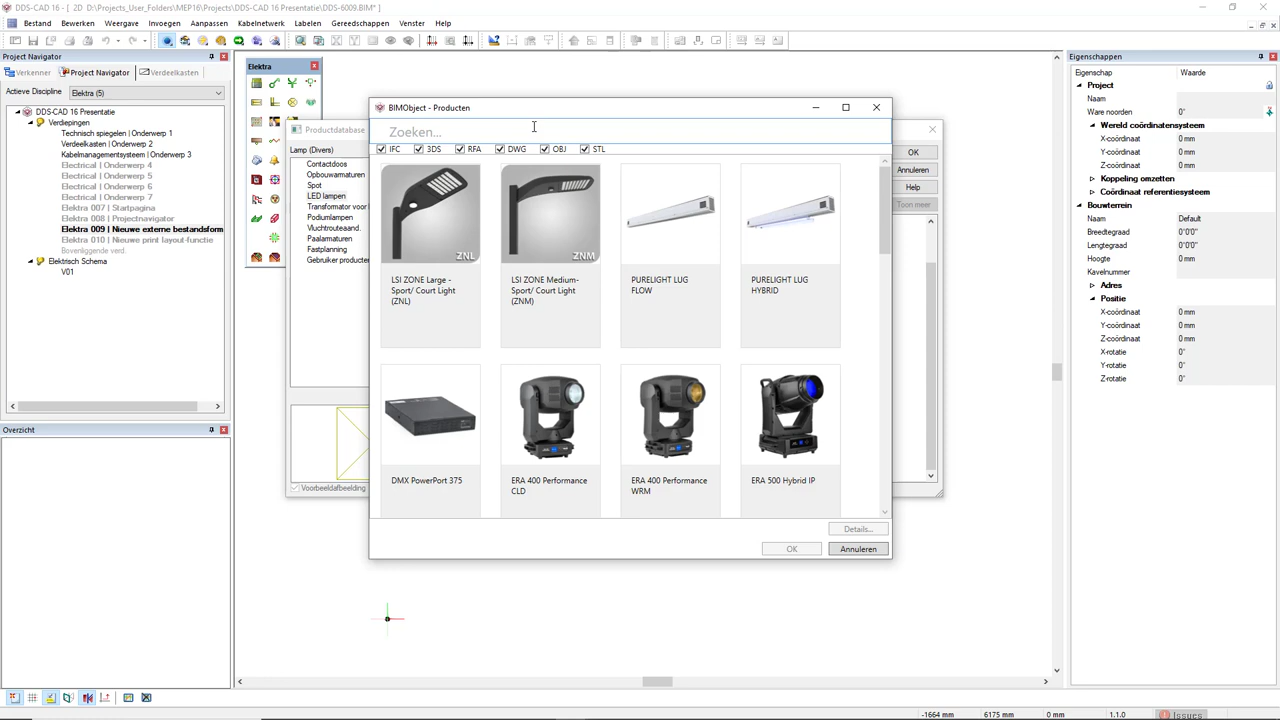 DDS-CAD 16 - [ 2D D:\Projects_User_Folders\MEP16\Projects\DDS-CAD 16 Presentatie\DDS-6009.BIM* ]
Bestand Bewerken Weergave Invoegen Aanpassen Kabelnetwerk Labelen Gereedschappen Venster Help
Project Navigator
Verkenner Project Navigator Verdeelkasten
Actieve Discipline Elektra (5)
DDS-CAD 16 Presentatie
Verdiepingen
Technisch spiegelen | Onderwerp 1
Verdeelkasten | Onderwerp 2
Kabelmanagementsysteem | Onderwerp 3
Electrical | Onderwerp 4
Electrical | Onderwerp 5
Electrical | Onderwerp 6
Electrical | Onderwerp 7
Elektra 007 | Startpagina
Elektra 008 | Projectnavigator
Elektra 009 | Nieuwe externe bestandsform
Elektra 010 | Nieuwe print layout-functie
Bovenliggende verd.
Elektrisch Schema
V01
Overzicht
Elektra
Productdatabase
Lamp (Divers)
Contactdoos
Opbouwarmaturen
Spot
LED lampen
Transformator voor
Podiumlampen
Vluchtrouteaand.
Paalarmaturen
Fastplanning
Gebruiker producten
Voorbeeldafbeelding
OK
Annuleren
Help
Toon meer
BIMObject - Producten
Zoeken...
IFC 3DS RFA DWG OBJ STL
ZNL
ZNM
LSI ZONE Large -
Sport/ Court Light
(ZNL)
LSI ZONE Medium-
Sport/ Court Light
(ZNM)
PURELIGHT LUG
FLOW
PURELIGHT LUG
HYBRID
DMX PowerPort 375
ERA 400 Performance
CLD
ERA 400 Performance
WRM
ERA 500 Hybrid IP
Details...
OK Annuleren
Eigenschappen
Eigenschap Waarde
Project
Naam
Ware noorden 0°
Wereld coördinatensysteem
X-coördinaat 0 mm
Y-coördinaat 0 mm
Z-coördinaat 0 mm
Koppeling omzetten
Coördinaat referentiesysteem
Bouwterrein
Naam Default
Breedtegraad 0°0'0"
Lengtegraad 0°0'0"
Hoogte 0 mm
Kavelnummer
Adres
Positie
X-coördinaat 0 mm
Y-coördinaat 0 mm
Z-coördinaat 0 mm
X-rotatie 0°
Y-rotatie 0°
Z-rotatie 0°
-1664 mm 6175 mm 0 mm 1.1.0 Issues